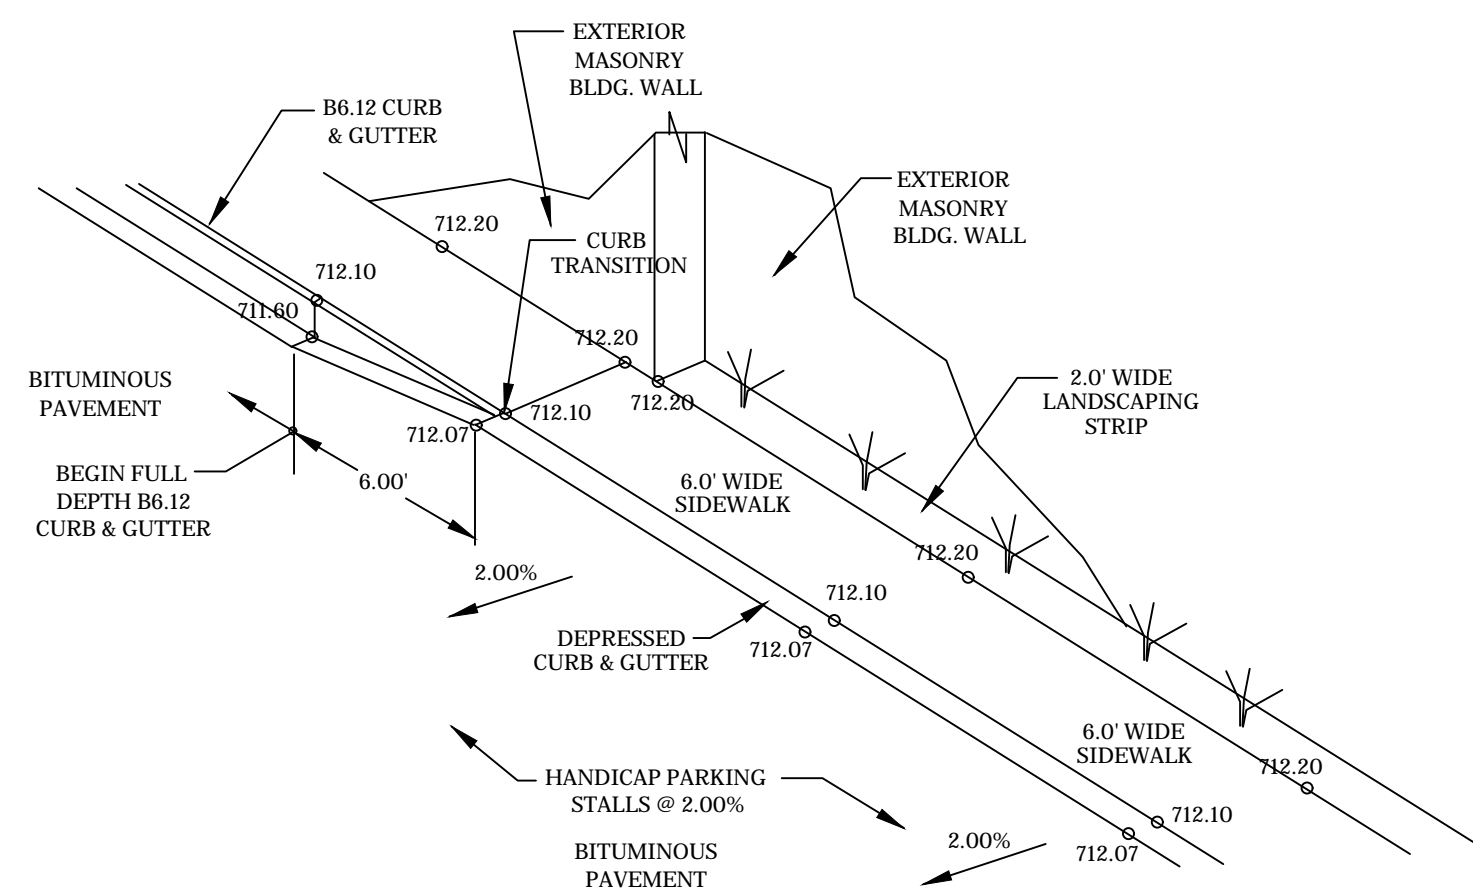 EXTERIOR
MASONRY
BLDG. WALL
B6.12 CURB
& GUTTER
EXTERIOR
MASONRY
BLDG. WALL
712.20
CURB
TRANSITION
712.10
711.60
712.20
BITUMINOUS
PAVEMENT
712.20
712.10
712.07
2.0' WIDE
LANDSCAPING
STRIP
BEGIN FULL
DEPTH B6.12
CURB & GUTTER
6.00'
6.0' WIDE
SIDEWALK
712.20
2.00%
712.10
DEPRESSED
CURB & GUTTER
712.07
6.0' WIDE
SIDEWALK
712.20
HANDICAP PARKING
STALLS @ 2.00%
712.10
2.00%
712.07
BITUMINOUS
PAVEMENT